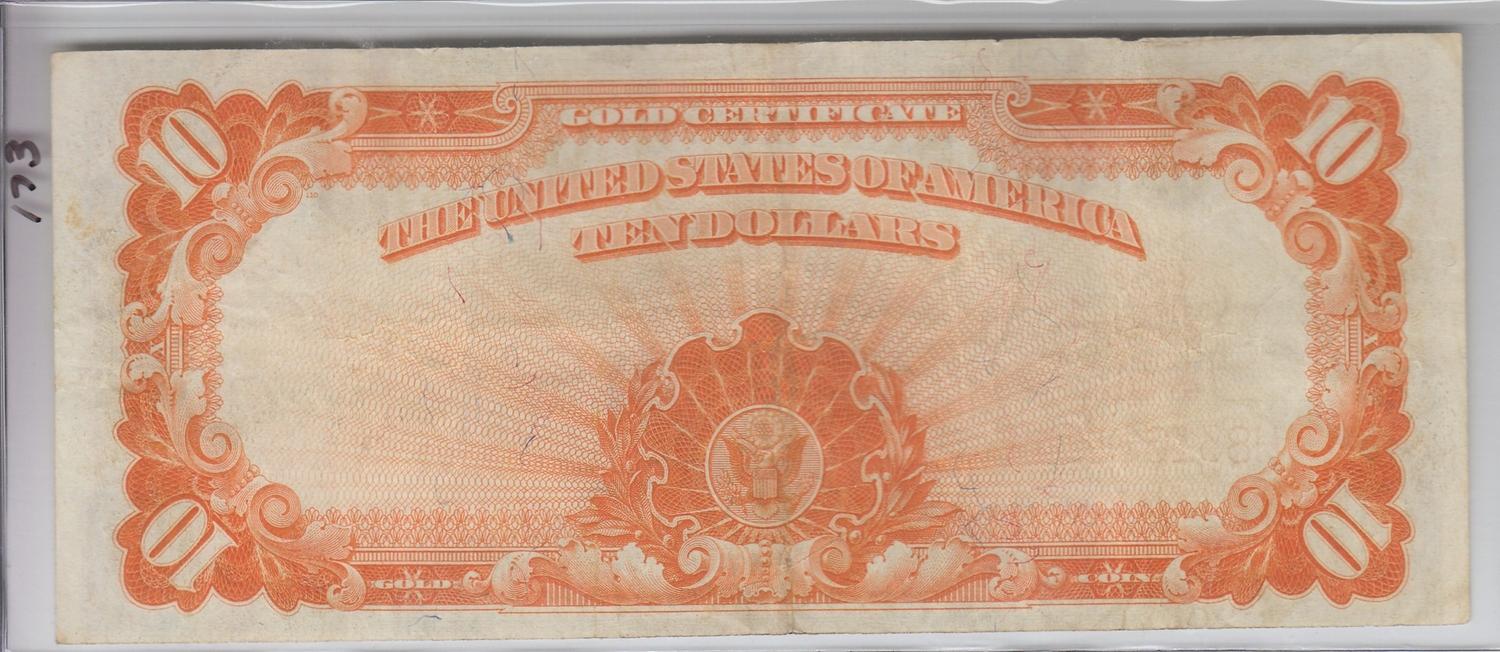 173
10
GOLD CERTIFICATE
10
THE UNITED STATES OF AMERICA
TEN DOLLARS
10
GOLD
COIN
10